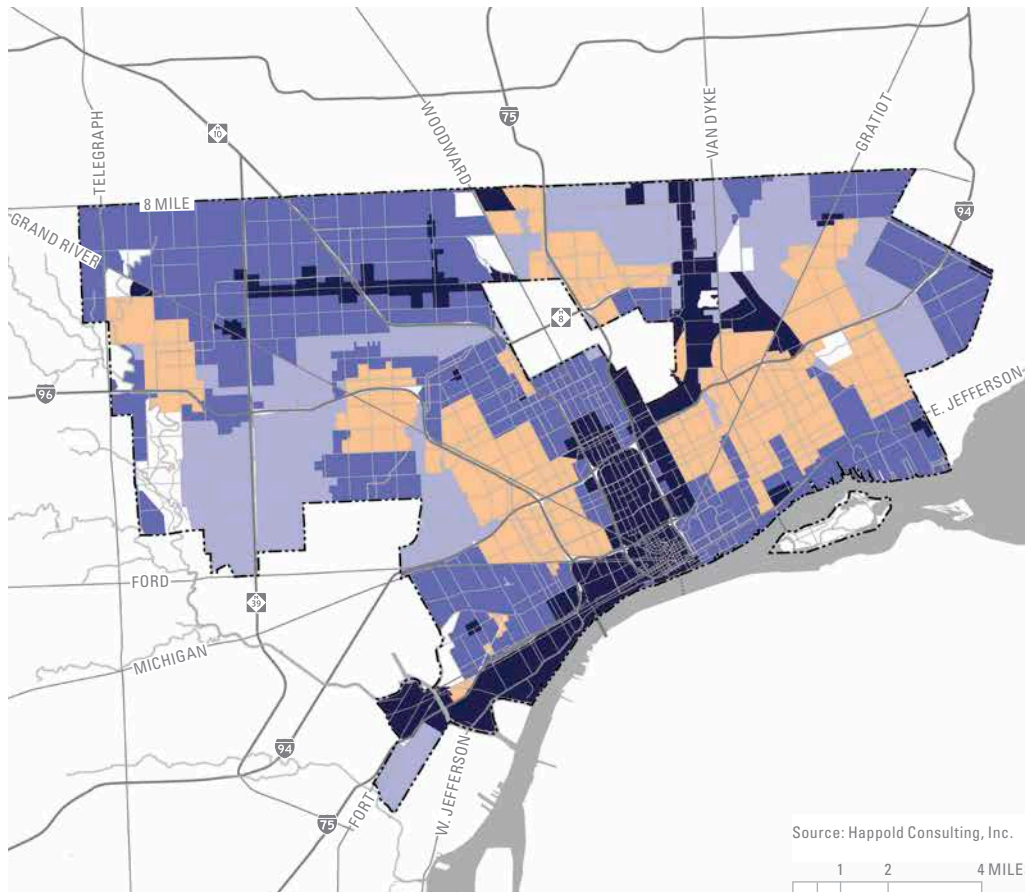 TELEGRAPH
10
WOODWARD
75
VAN DYKE
GRATIOT
8 MILE
94
GRAND RIVER
8
96
E. JEFFERSON
FORD
39
MICHIGAN
94
W. JEFFERSON
FORT
75
Source: Happold Consulting, Inc.
1 2 4 MILE